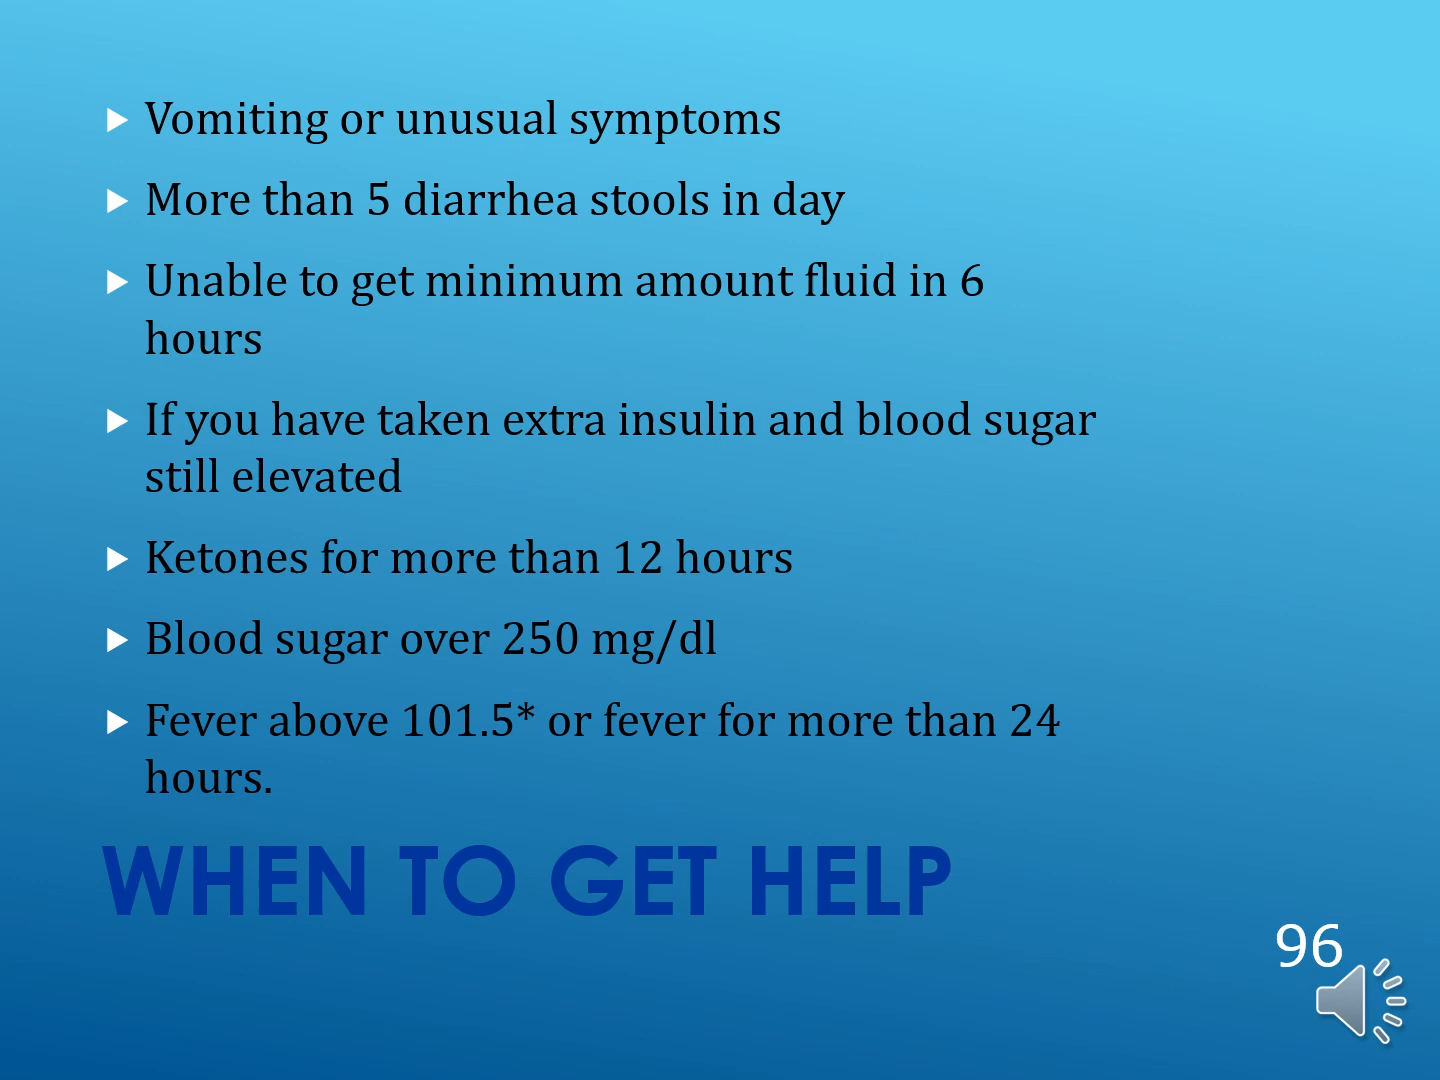 Vomiting or unusual symptoms
More than 5 diarrhea stools in day
Unable to get minimum amount fluid in 6
hours
If you have taken extra insulin and blood sugar
still elevated
Ketones for more than 12 hours
Blood sugar over 250 mg/dl
Fever above 101.5* or fever for more than 24
hours.
WHEN TO GET HELP
96